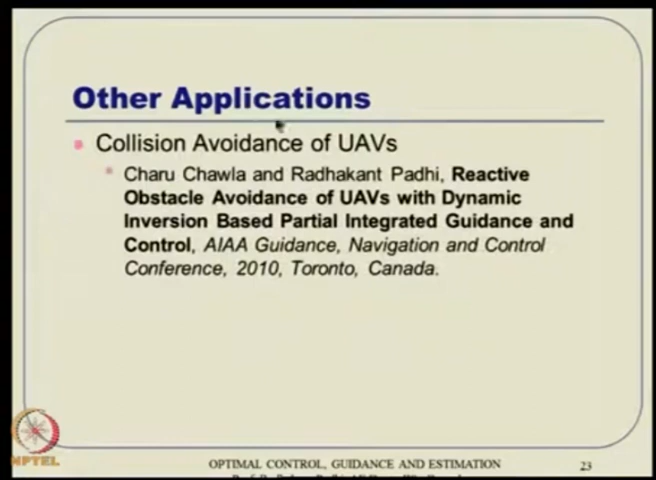 Other Applications
Collision Avoidance of UAVs
Charu Chawla and Radhakant Padhi, Reactive
Obstacle Avoidance of UAVs with Dynamic
Inversion Based Partial Integrated Guidance and
Control, AIAA Guidance, Navigation and Control
Conference, 2010, Toronto, Canada.
NPTEL
OPTIMAL CONTROL, GUIDANCE AND ESTIMATION
23